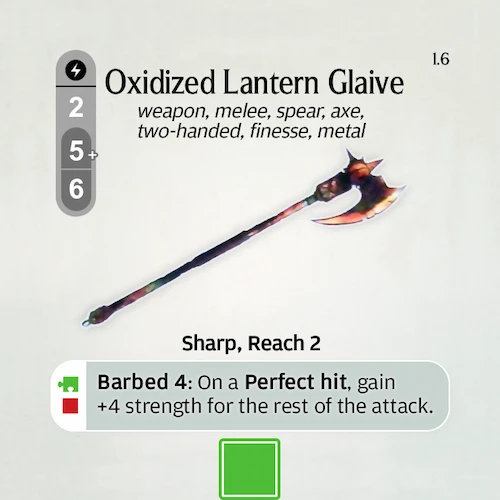 1.6
Oxidized Lantern Glaive
weapon, melee, spear, axe,
two-handed, finesse, metal
2
5+
6
Sharp, Reach 2
Barbed 4: On a Perfect hit, gain
+4 strength for the rest of the attack.